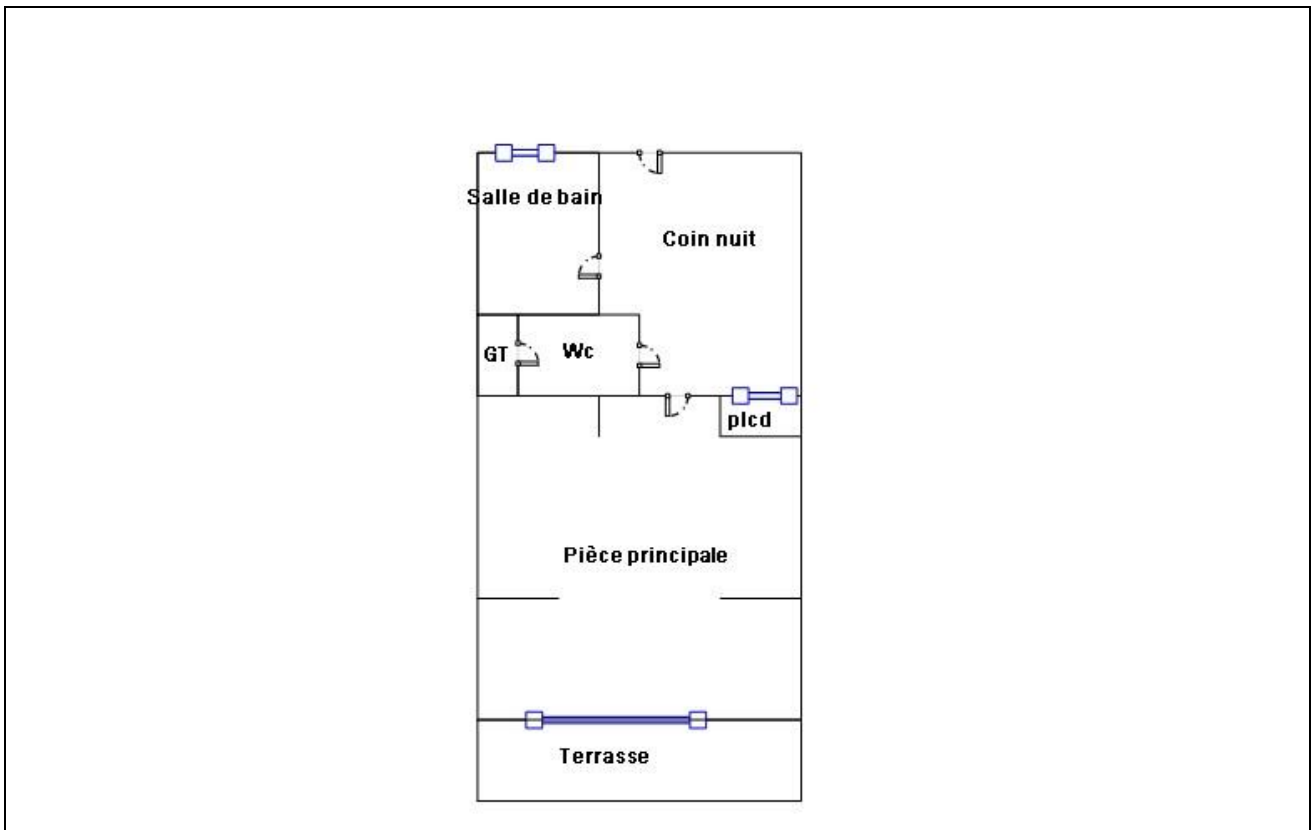 Salle de bain
Coin nuit
GT
Wc
plcd
Pièce principale
Terrasse